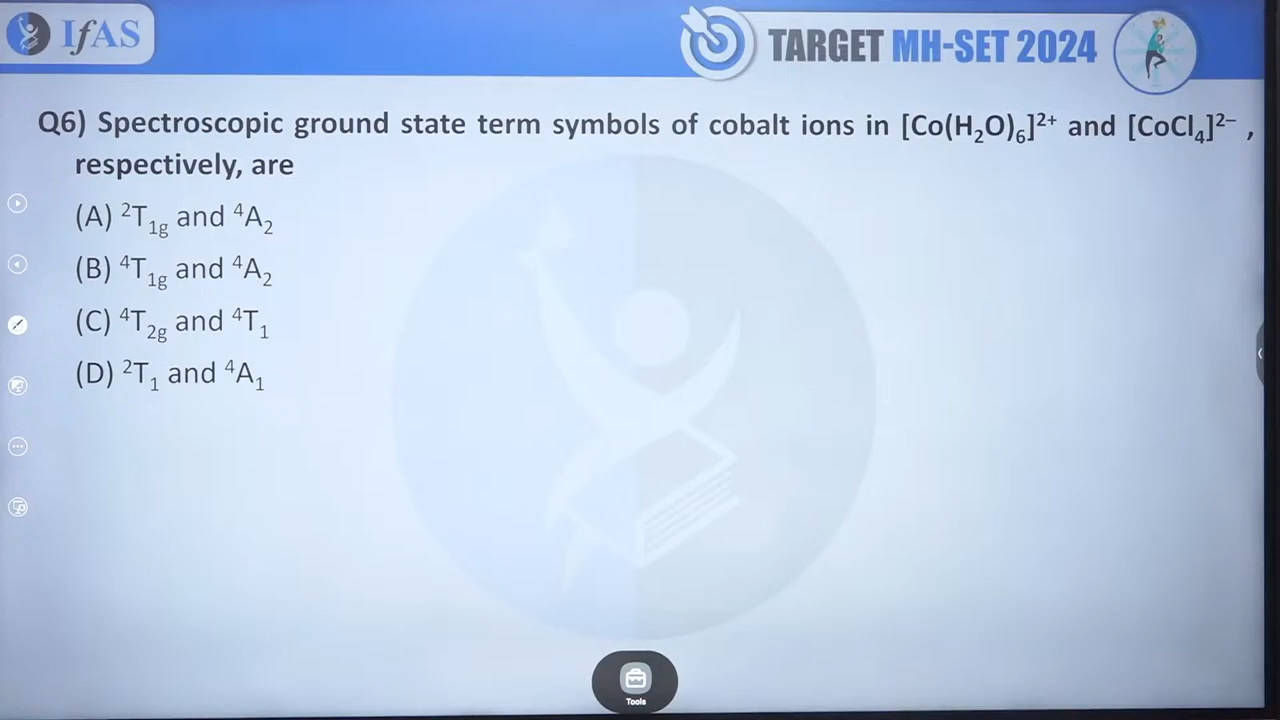 IfAS
TARGET MH-SET 2024
Q6) Spectroscopic ground state term symbols of cobalt ions in [Co(H₂O)₆]²⁺ and [CoCl₄]²⁻ ,
respectively, are
(A) ²T₁g and ⁴A₂
(B) ⁴T₁g and ⁴A₂
(C) ⁴T₂g and ⁴T₁
(D) ²T₁ and ⁴A₁
Tools